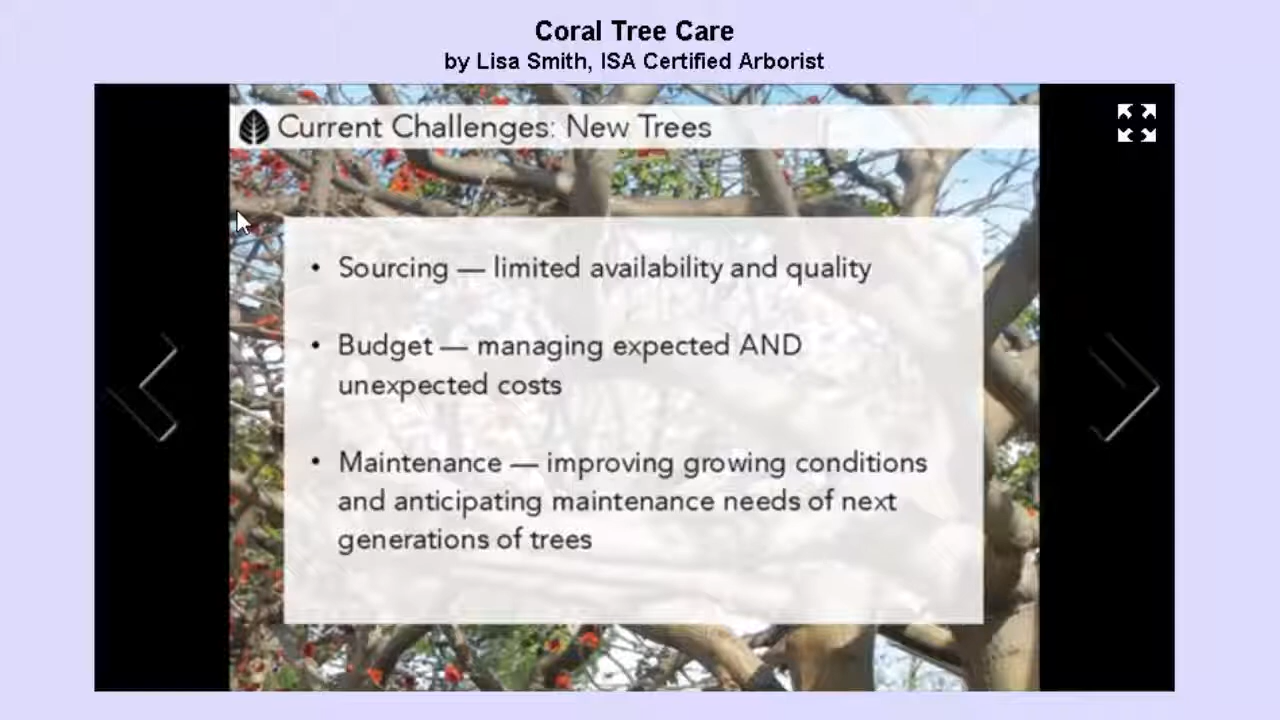 Coral Tree Care
by Lisa Smith, ISA Certified Arborist
Current Challenges: New Trees
• Sourcing — limited availability and quality
• Budget — managing expected AND
unexpected costs
• Maintenance — improving growing conditions
and anticipating maintenance needs of next
generations of trees